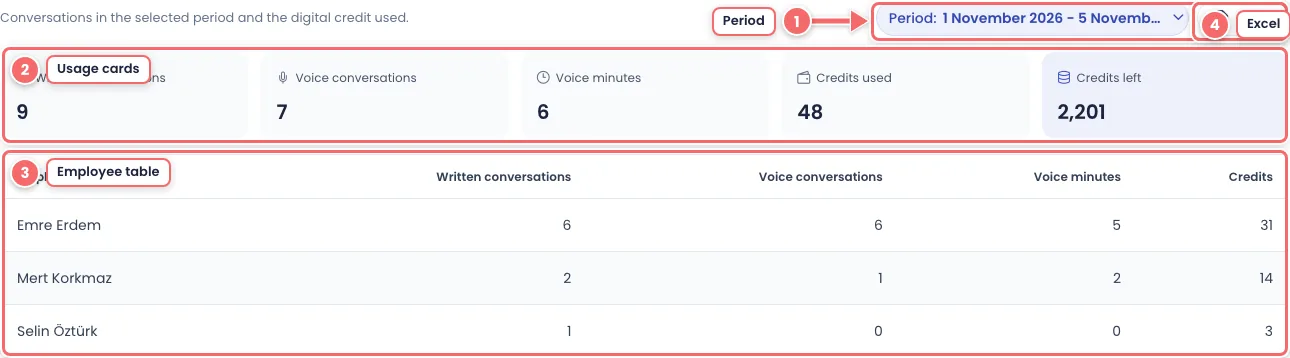 Conversations in the selected period and the digital credit used.
Period
1
Period: 1 November 2026 - 5 Novemb...
4
Excel
2
Usage cards
Voice conversations
Voice minutes
Credits used
Credits left
9
7
6
48
2,201
3
Employee table
Written conversations
Voice conversations
Voice minutes
Credits
Emre Erdem
6
6
5
31
Mert Korkmaz
2
1
2
14
Selin Öztürk
1
0
0
3